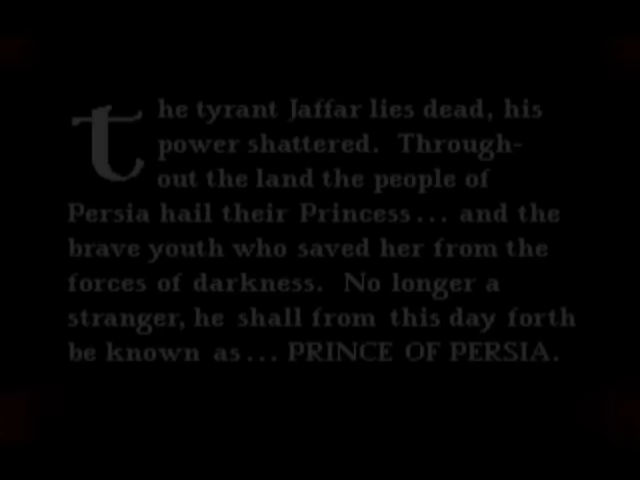 the tyrant Jaffar lies dead, his
power shattered.  Through-
out the land the people of
Persia hail their Princess... and the
brave youth who saved her from the
forces of darkness.  No longer a
stranger, he shall from this day forth
be known as... PRINCE OF PERSIA.